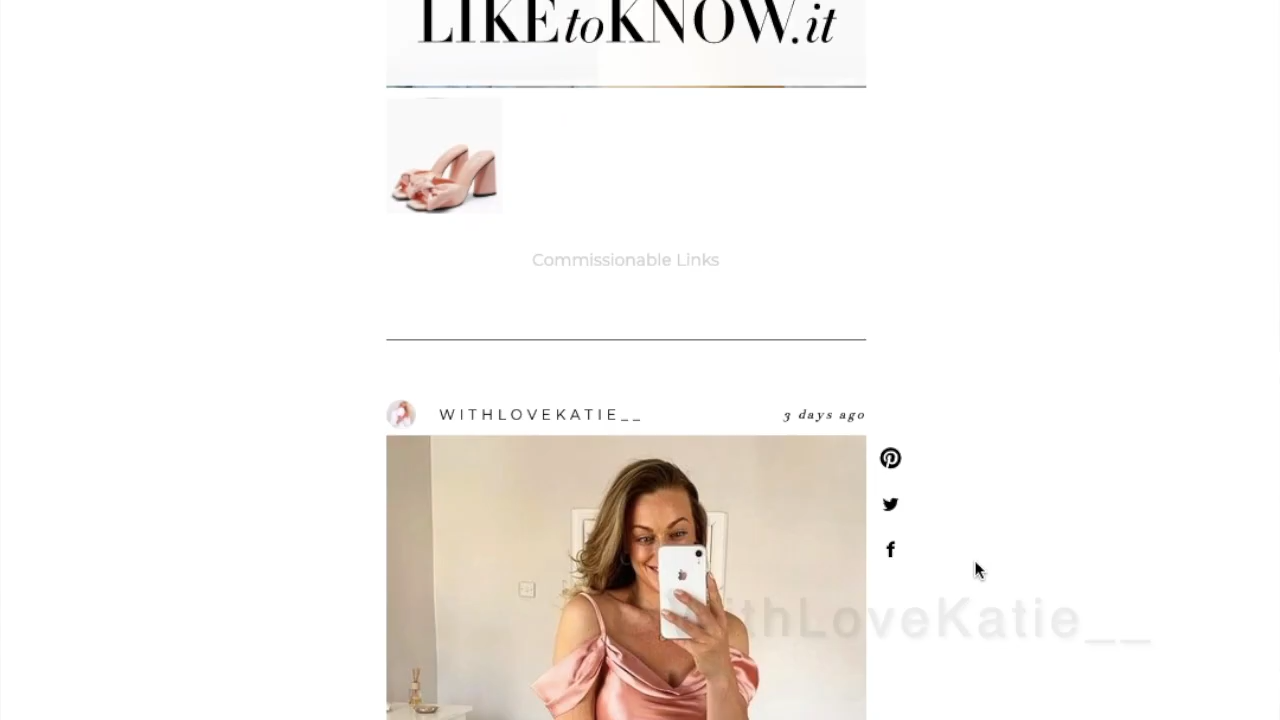 LIKEtoKNOW.it
Commissionable Links
WITHLOVEKATIE__
3 days ago
WithLoveKatie__